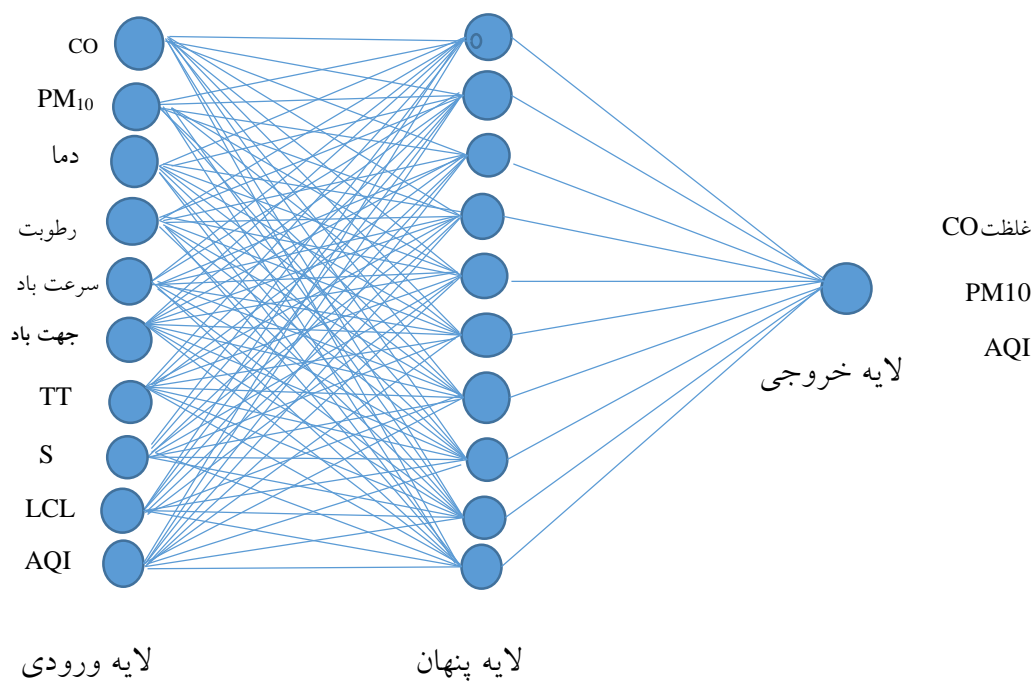 CO
PM₁₀
دما
رطوبت
سرعت باد
جهت باد
TT
S
LCL
AQI
لایه ورودی
لایه پنهان
لایه خروجی
غلظت CO
PM10
AQI